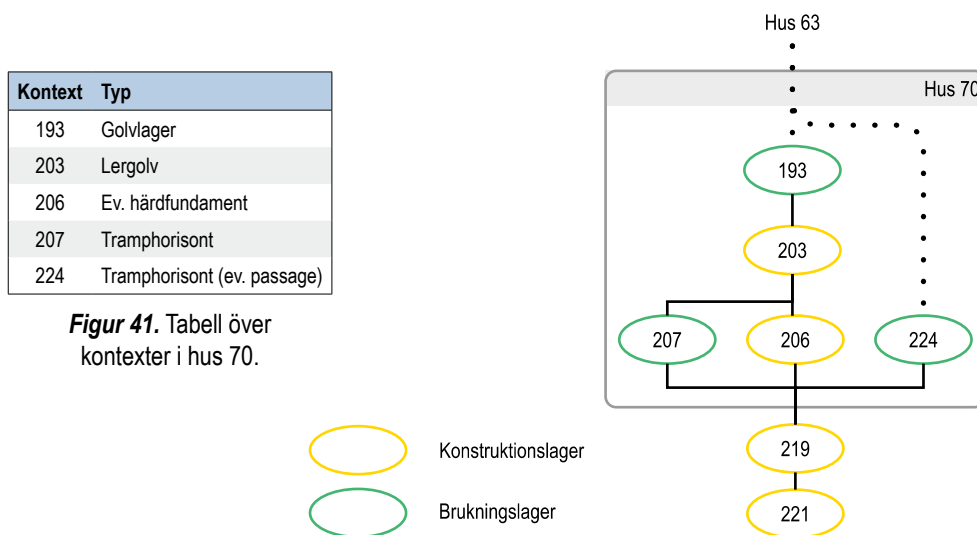 Kontext Typ
193 Golvlager
203 Lergolv
206 Ev. härdfundament
207 Tramphorisont
224 Tramphorisont (ev. passage)
Figur 41. Tabell över
kontexter i hus 70.
Hus 63
Hus 70
193
203
207 206 224
219
221
Konstruktionslager
Brukningslager